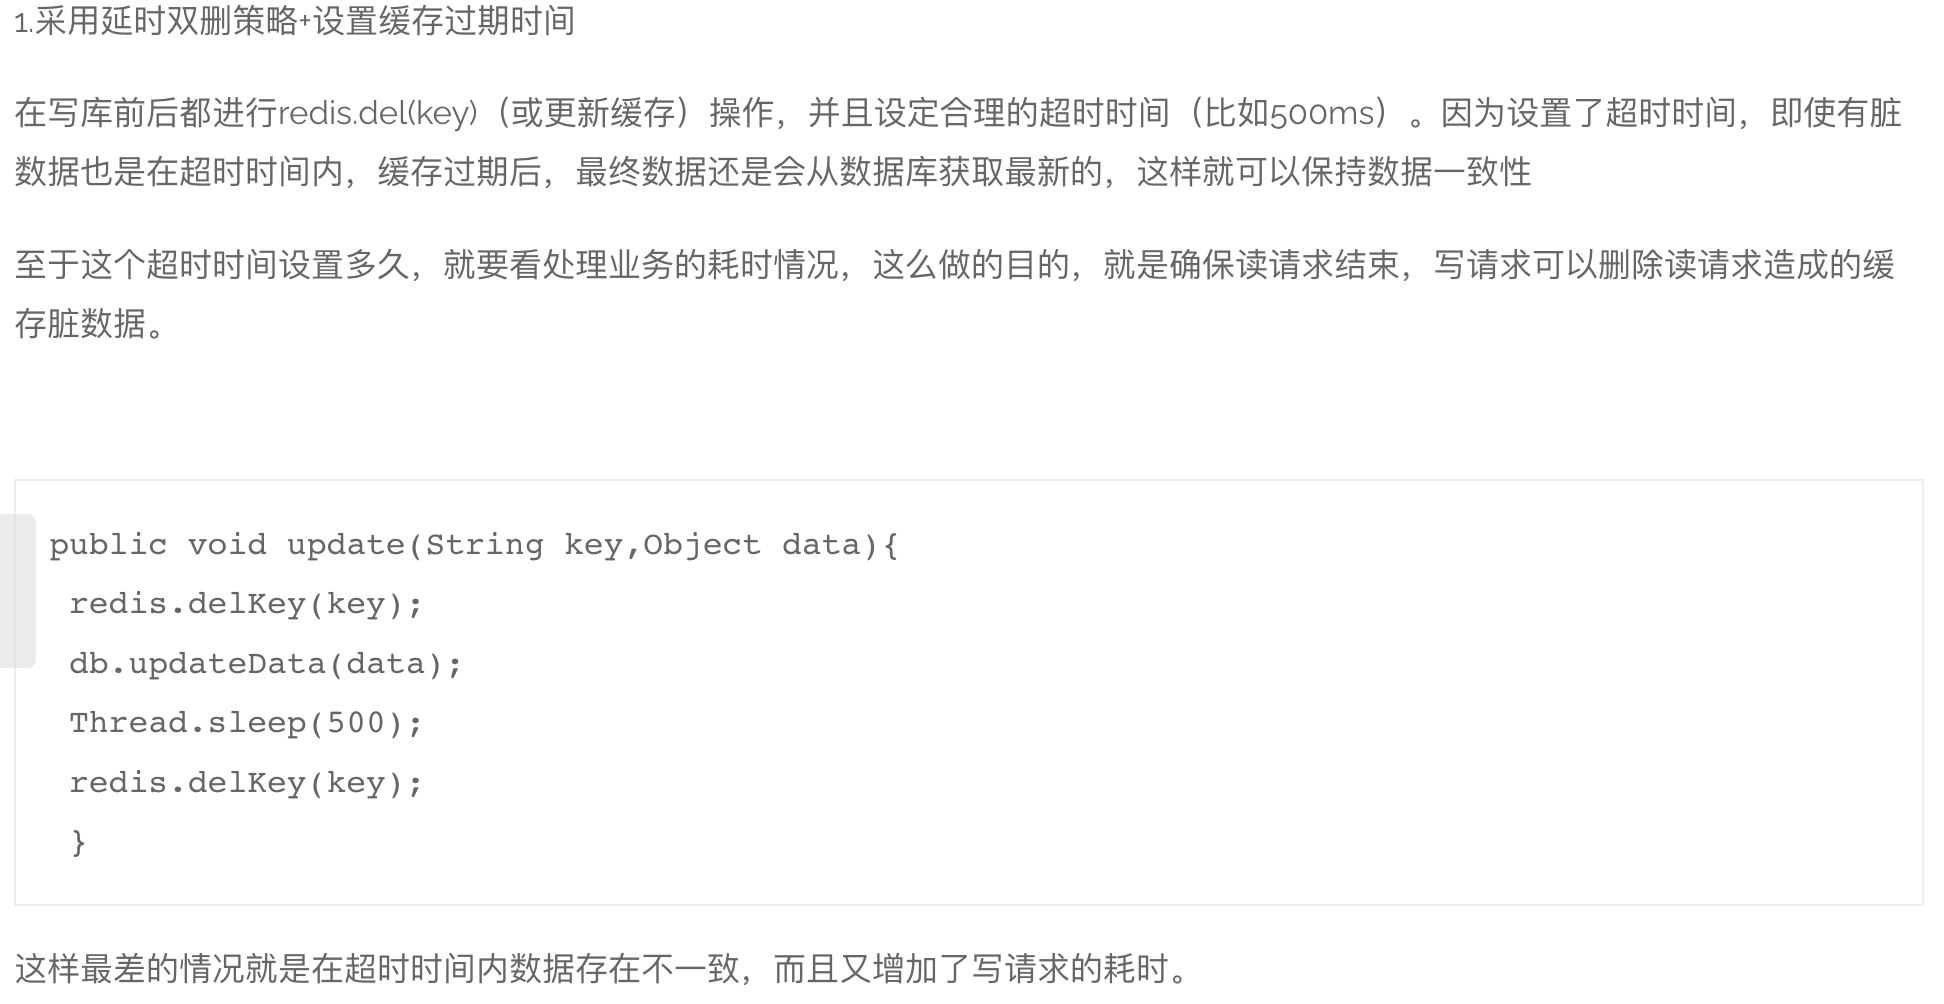 1.采用延时双删策略+设置缓存过期时间
在写库前后都进行redis.del(key)（或更新缓存）操作，并且设定合理的超时时间（比如500ms）。因为设置了超时时间，即使有脏
数据也是在超时时间内，缓存过期后，最终数据还是会从数据库获取最新的，这样就可以保持数据一致性
至于这个超时时间设置多久，就要看处理业务的耗时情况，这么做的目的，就是确保读请求结束，写请求可以删除读请求造成的缓
存脏数据。
public void update(String key,Object data){
redis.delKey(key);
db.updateData(data);
Thread.sleep(500);
redis.delKey(key);
}
这样最差的情况就是在超时时间内数据存在不一致，而且又增加了写请求的耗时。